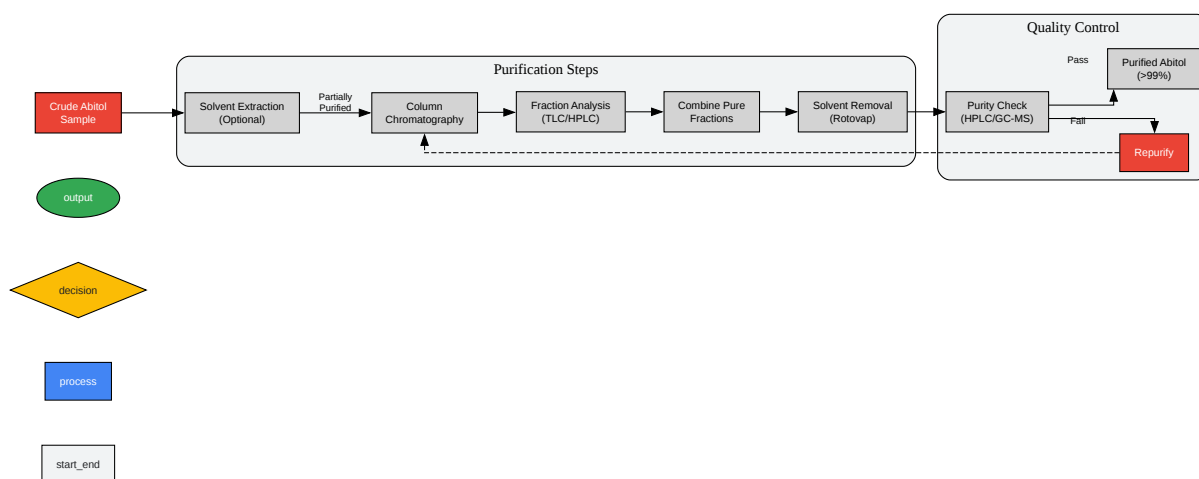 Quality Control
Purification Steps
Crude Abitol
Sample
Solvent Extraction
(Optional)
Partially
Purified
Column
Chromatography
Fraction Analysis
(TLC/HPLC)
Combine Pure
Fractions
Solvent Removal
(Rotovap)
Purity Check
(HPLC/GC-MS)
Pass
Purified Abitol
(>99%)
Fail
Repurify
output
decision
process
start_end